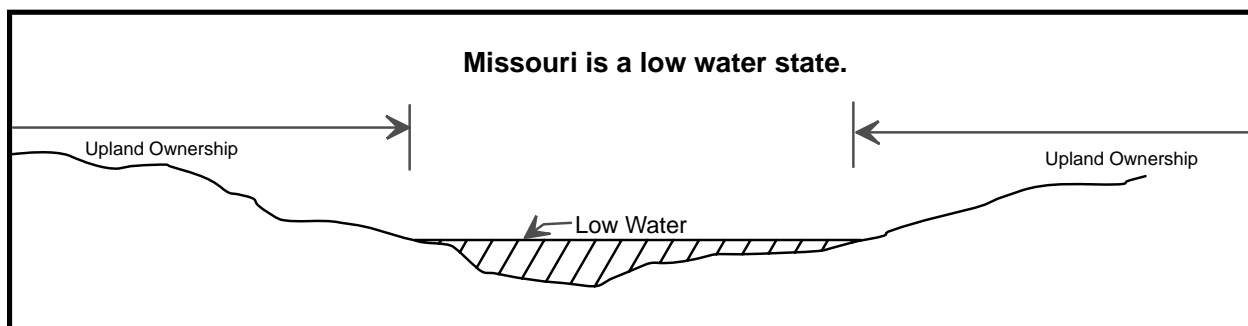 Missouri is a low water state.
Upland Ownership
Upland Ownership
Low Water